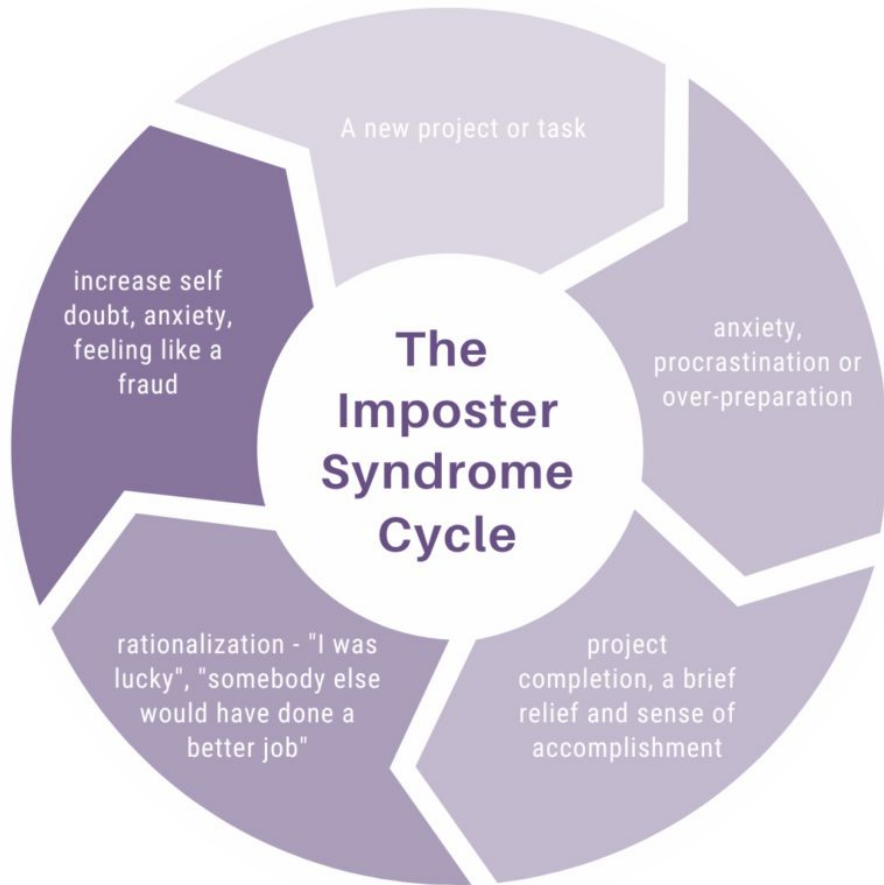 The
Imposter
Syndrome
Cycle
A new project or task
anxiety,
procrastination or
over-preparation
project
completion, a brief
relief and sense of
accomplishment
rationalization - "I was
lucky", "somebody else
would have done a
better job"
increase self
doubt, anxiety,
feeling like a
fraud